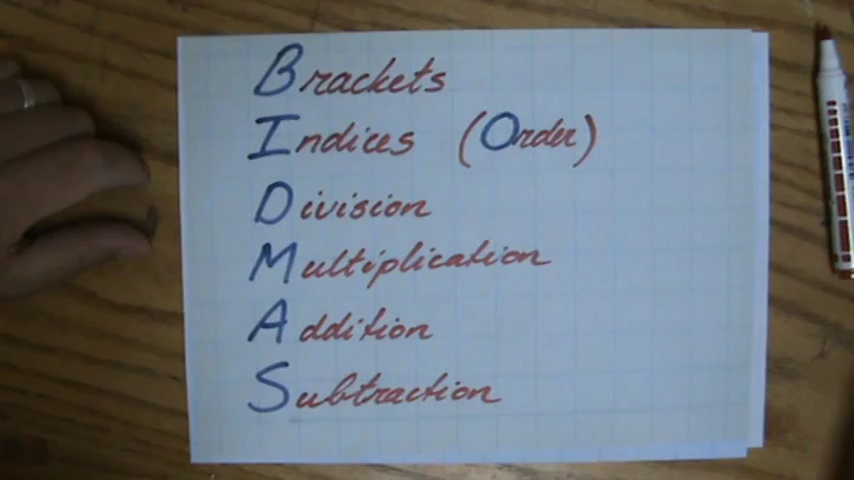 Brackets
Indices (Order)
Division
Multiplication
Addition
Subtraction